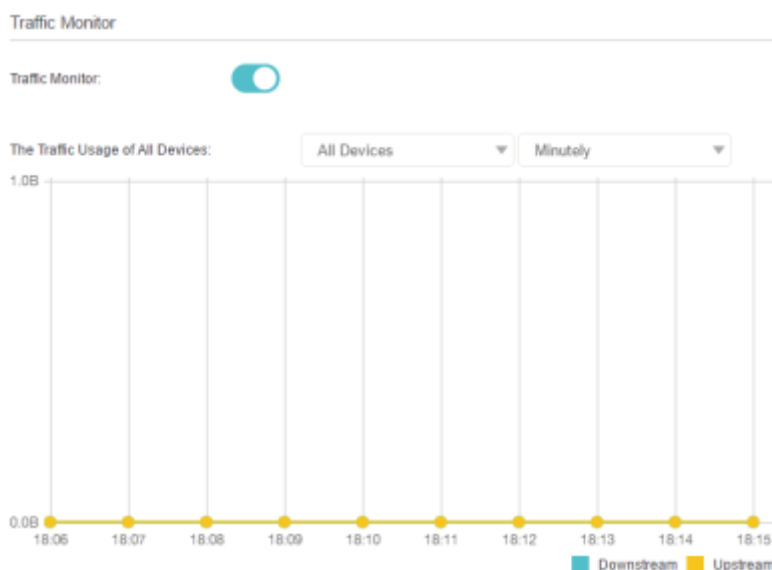 Traffic Monitor
Traffic Monitor:
The Traffic Usage of All Devices: All Devices Minutely
1.0B
0.0B
18:06 18:07 18:08 18:09 18:10 18:11 18:12 18:13 18:14 18:15
Downstream Upstream